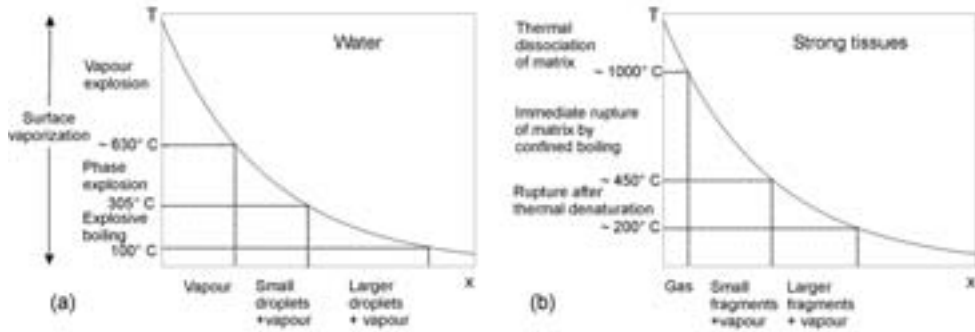 T
Water
Vapour
explosion
Surface
vaporization
~ 630° C
Phase
explosion
305° C
Explosive
boiling
100° C
x
(a)
Vapour
Small
droplets
+vapour
Larger
droplets
+ vapour
T
Strong tissues
Thermal
dissociation
of matrix
~ 1000° C
Immediate rupture
of matrix by
confined boiling
~ 450° C
Rupture after
thermal denaturation
~ 200° C
x
(b)
Gas
Small
fragments
+vapour
Larger
fragments
+ vapour